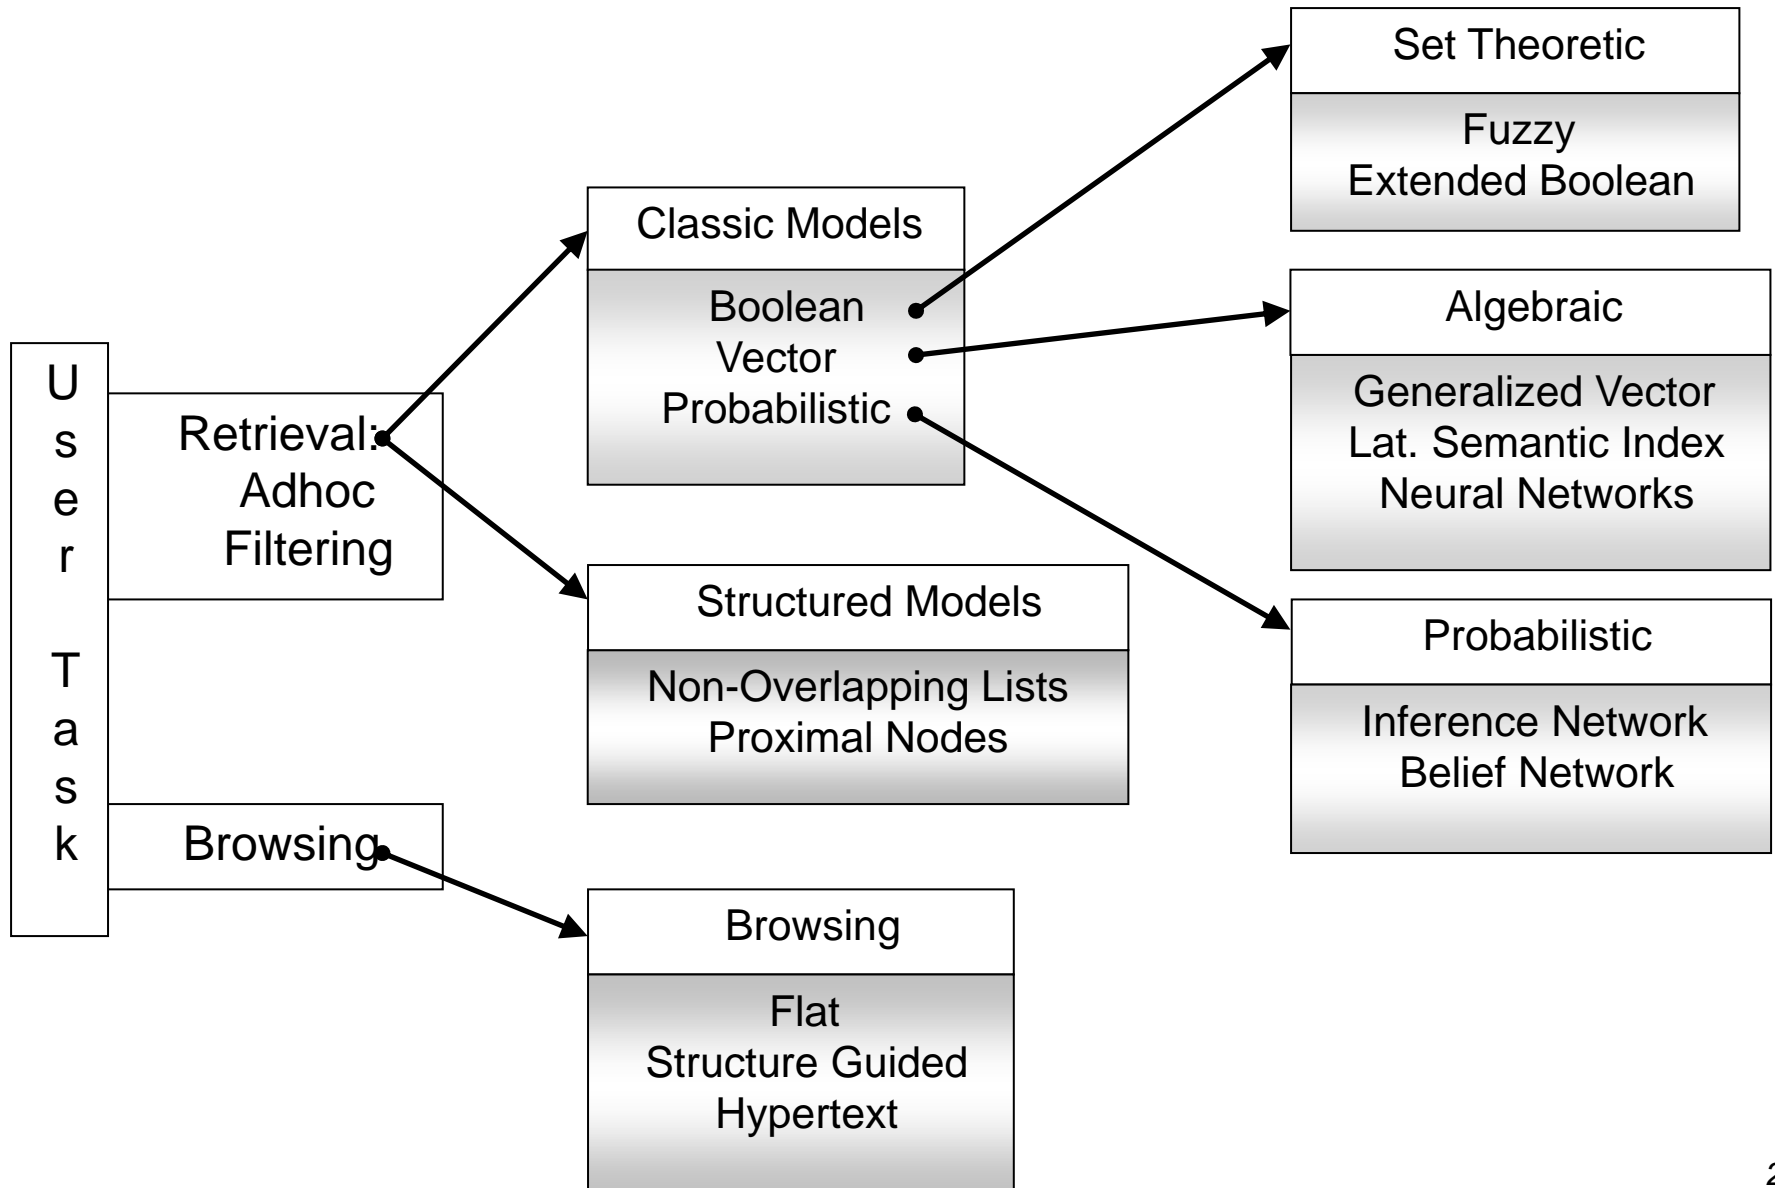 User Task
Retrieval:
Adhoc
Filtering
Browsing
Classic Models
Boolean
Vector
Probabilistic
Structured Models
Non-Overlapping Lists
Proximal Nodes
Browsing
Flat
Structure Guided
Hypertext
Set Theoretic
Fuzzy
Extended Boolean
Algebraic
Generalized Vector
Lat. Semantic Index
Neural Networks
Probabilistic
Inference Network
Belief Network